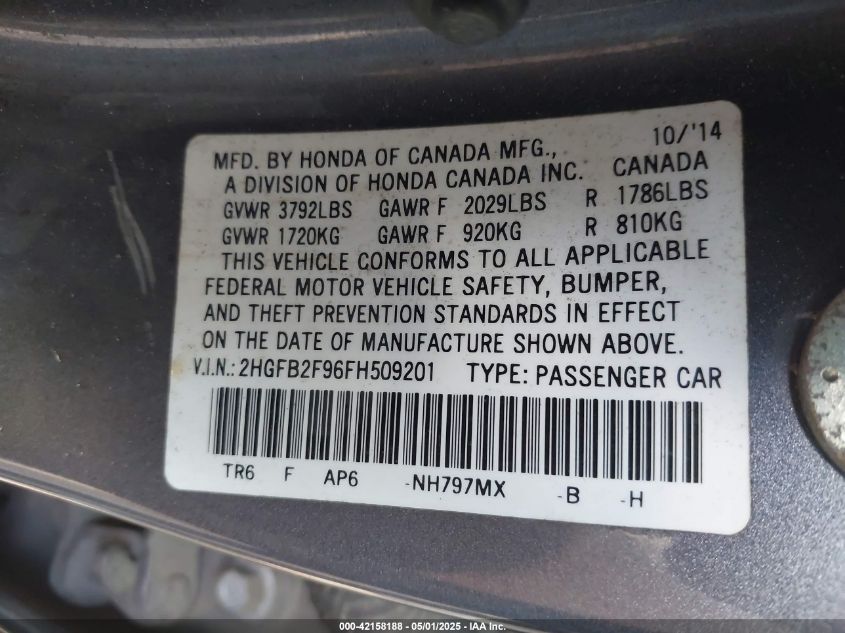 10/'14
MFD. BY HONDA OF CANADA MFG.,
A DIVISION OF HONDA CANADA INC. CANADA
GVWR 3792LBS GAWR F 2029LBS R 1786LBS
GVWR 1720KG GAWR F 920KG R 810KG
THIS VEHICLE CONFORMS TO ALL APPLICABLE
FEDERAL MOTOR VEHICLE SAFETY, BUMPER,
AND THEFT PREVENTION STANDARDS IN EFFECT
ON THE DATE OF MANUFACTURE SHOWN ABOVE.
V.I.N.: 2HGFB2F96FH509201 TYPE: PASSENGER CAR
TR6 F AP6 -NH797MX -B -H
000-42158188 - 05/01/2025 - IAA Inc.